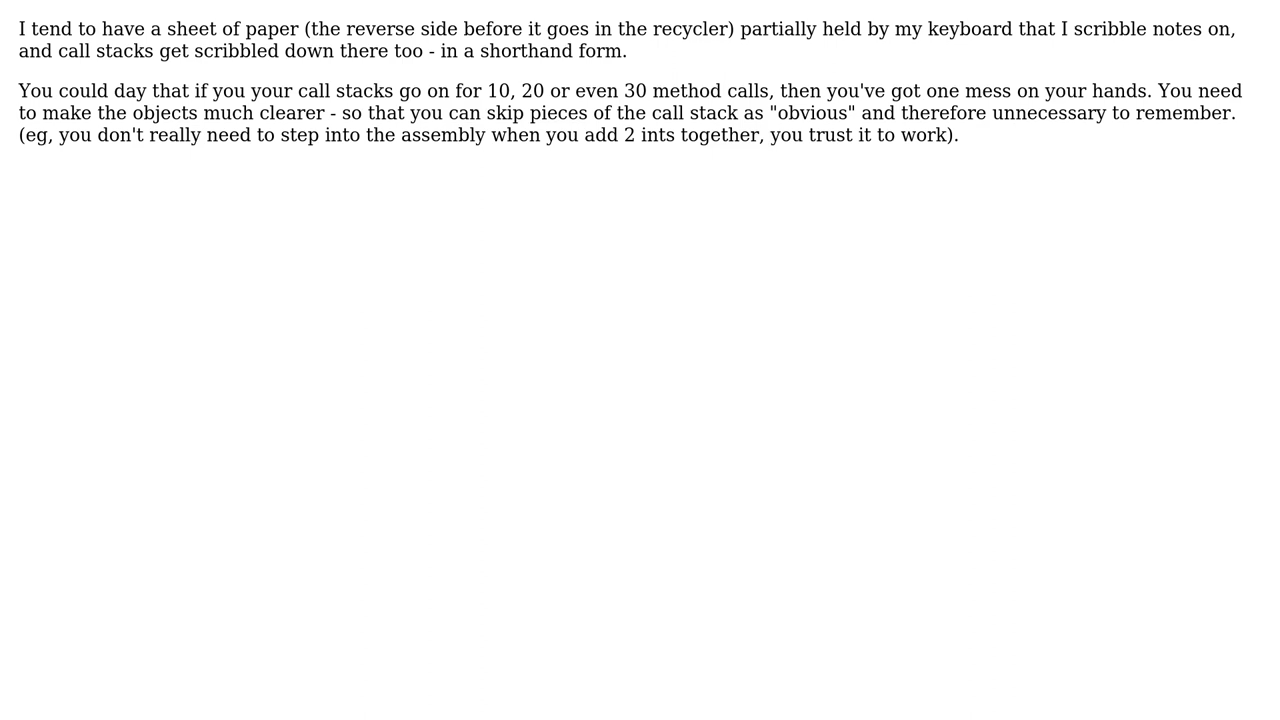 I tend to have a sheet of paper (the reverse side before it goes in the recycler) partially held by my keyboard that I scribble notes on,
and call stacks get scribbled down there too - in a shorthand form.
You could day that if you your call stacks go on for 10, 20 or even 30 method calls, then you've got one mess on your hands. You need
to make the objects much clearer - so that you can skip pieces of the call stack as "obvious" and therefore unnecessary to remember.
(eg, you don't really need to step into the assembly when you add 2 ints together, you trust it to work).